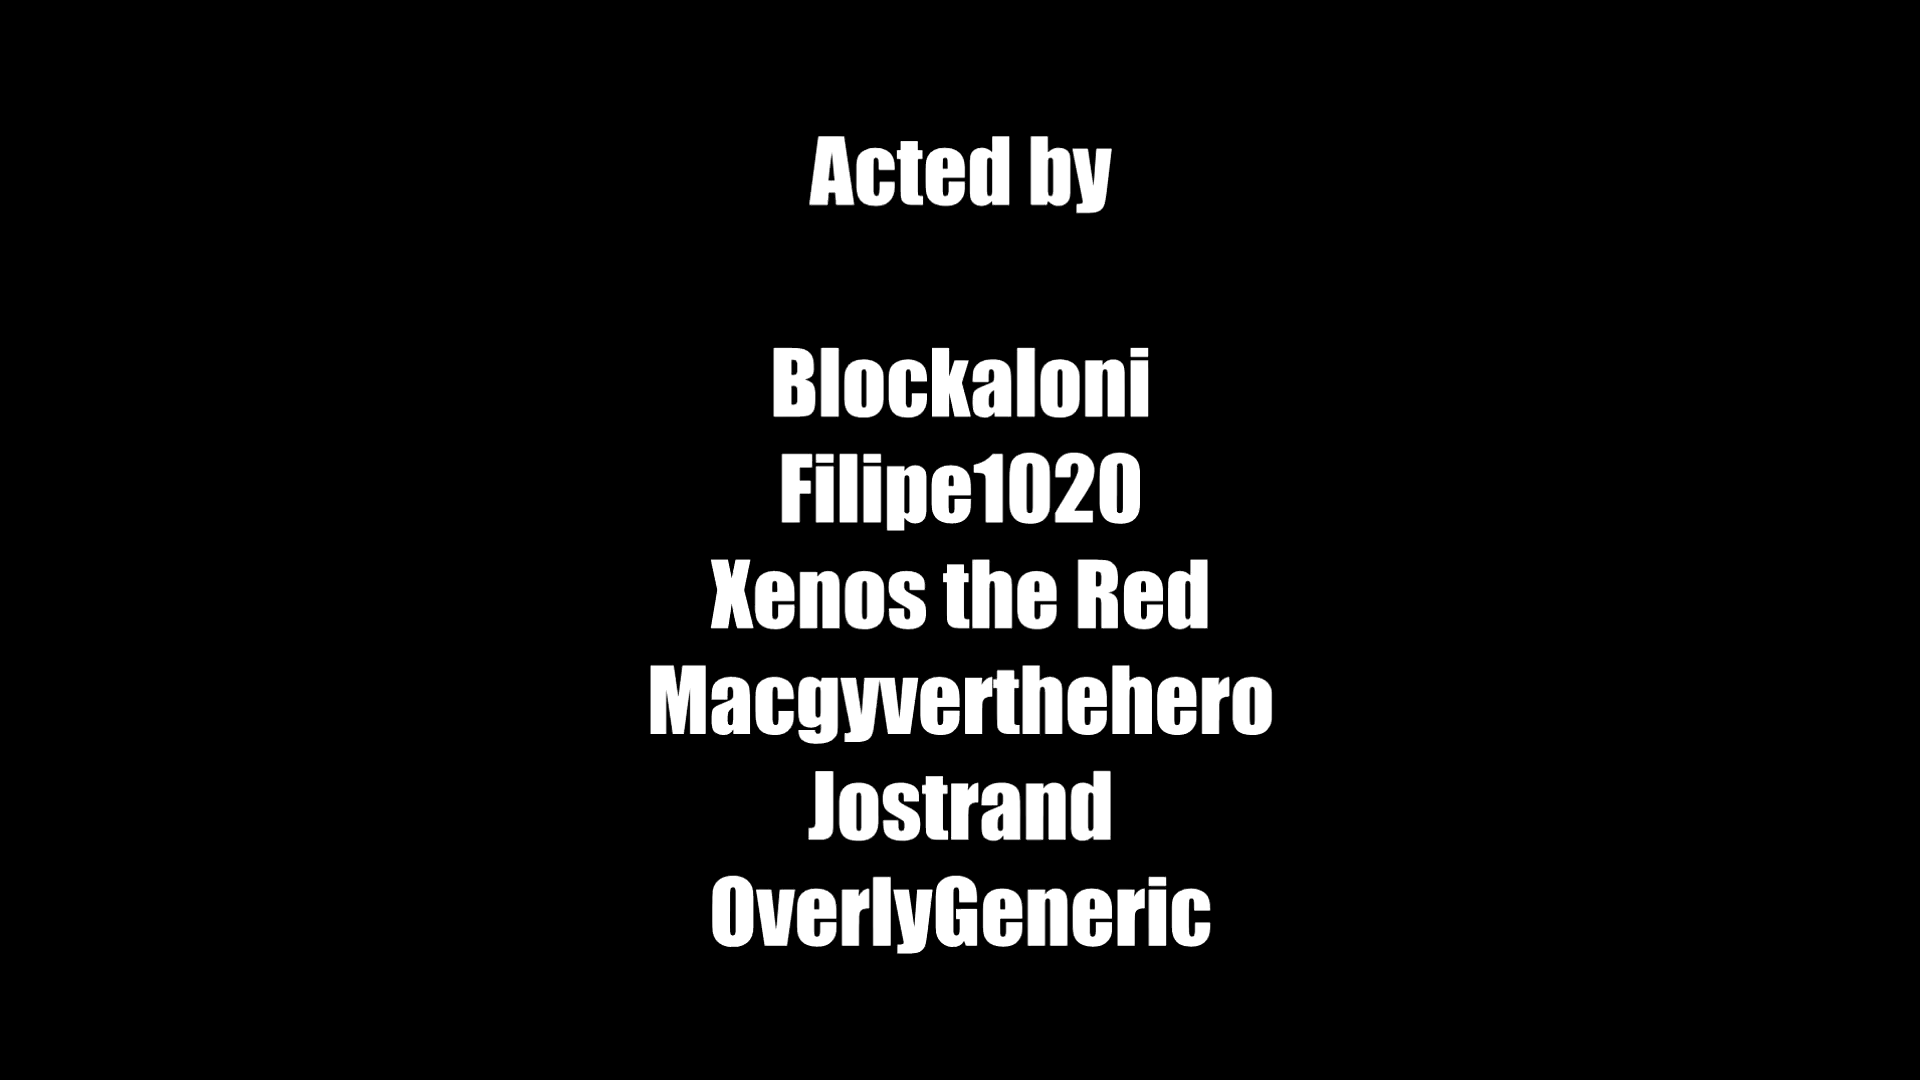 Acted by
Blockaloni
Filipe1020
Xenos the Red
Macgyverthehero
Jostrand
OverlyGeneric